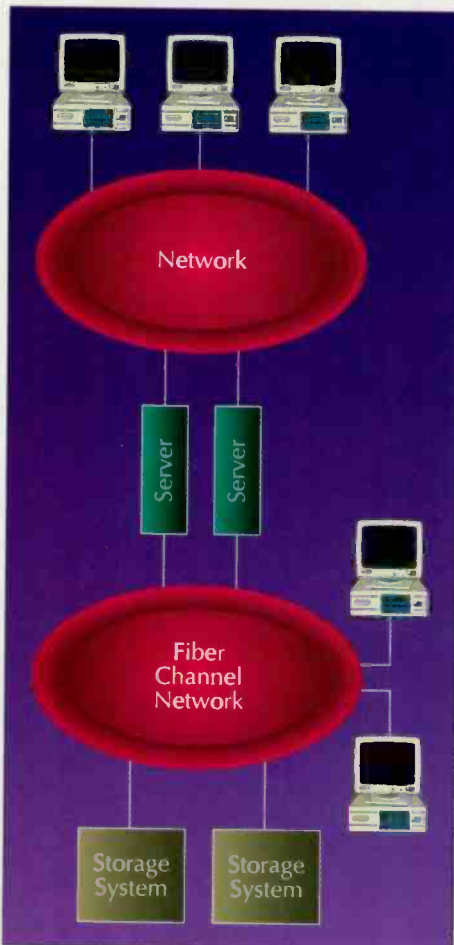 Network
Server
Server
Fiber
Channel
Network
Storage
System
Storage
System